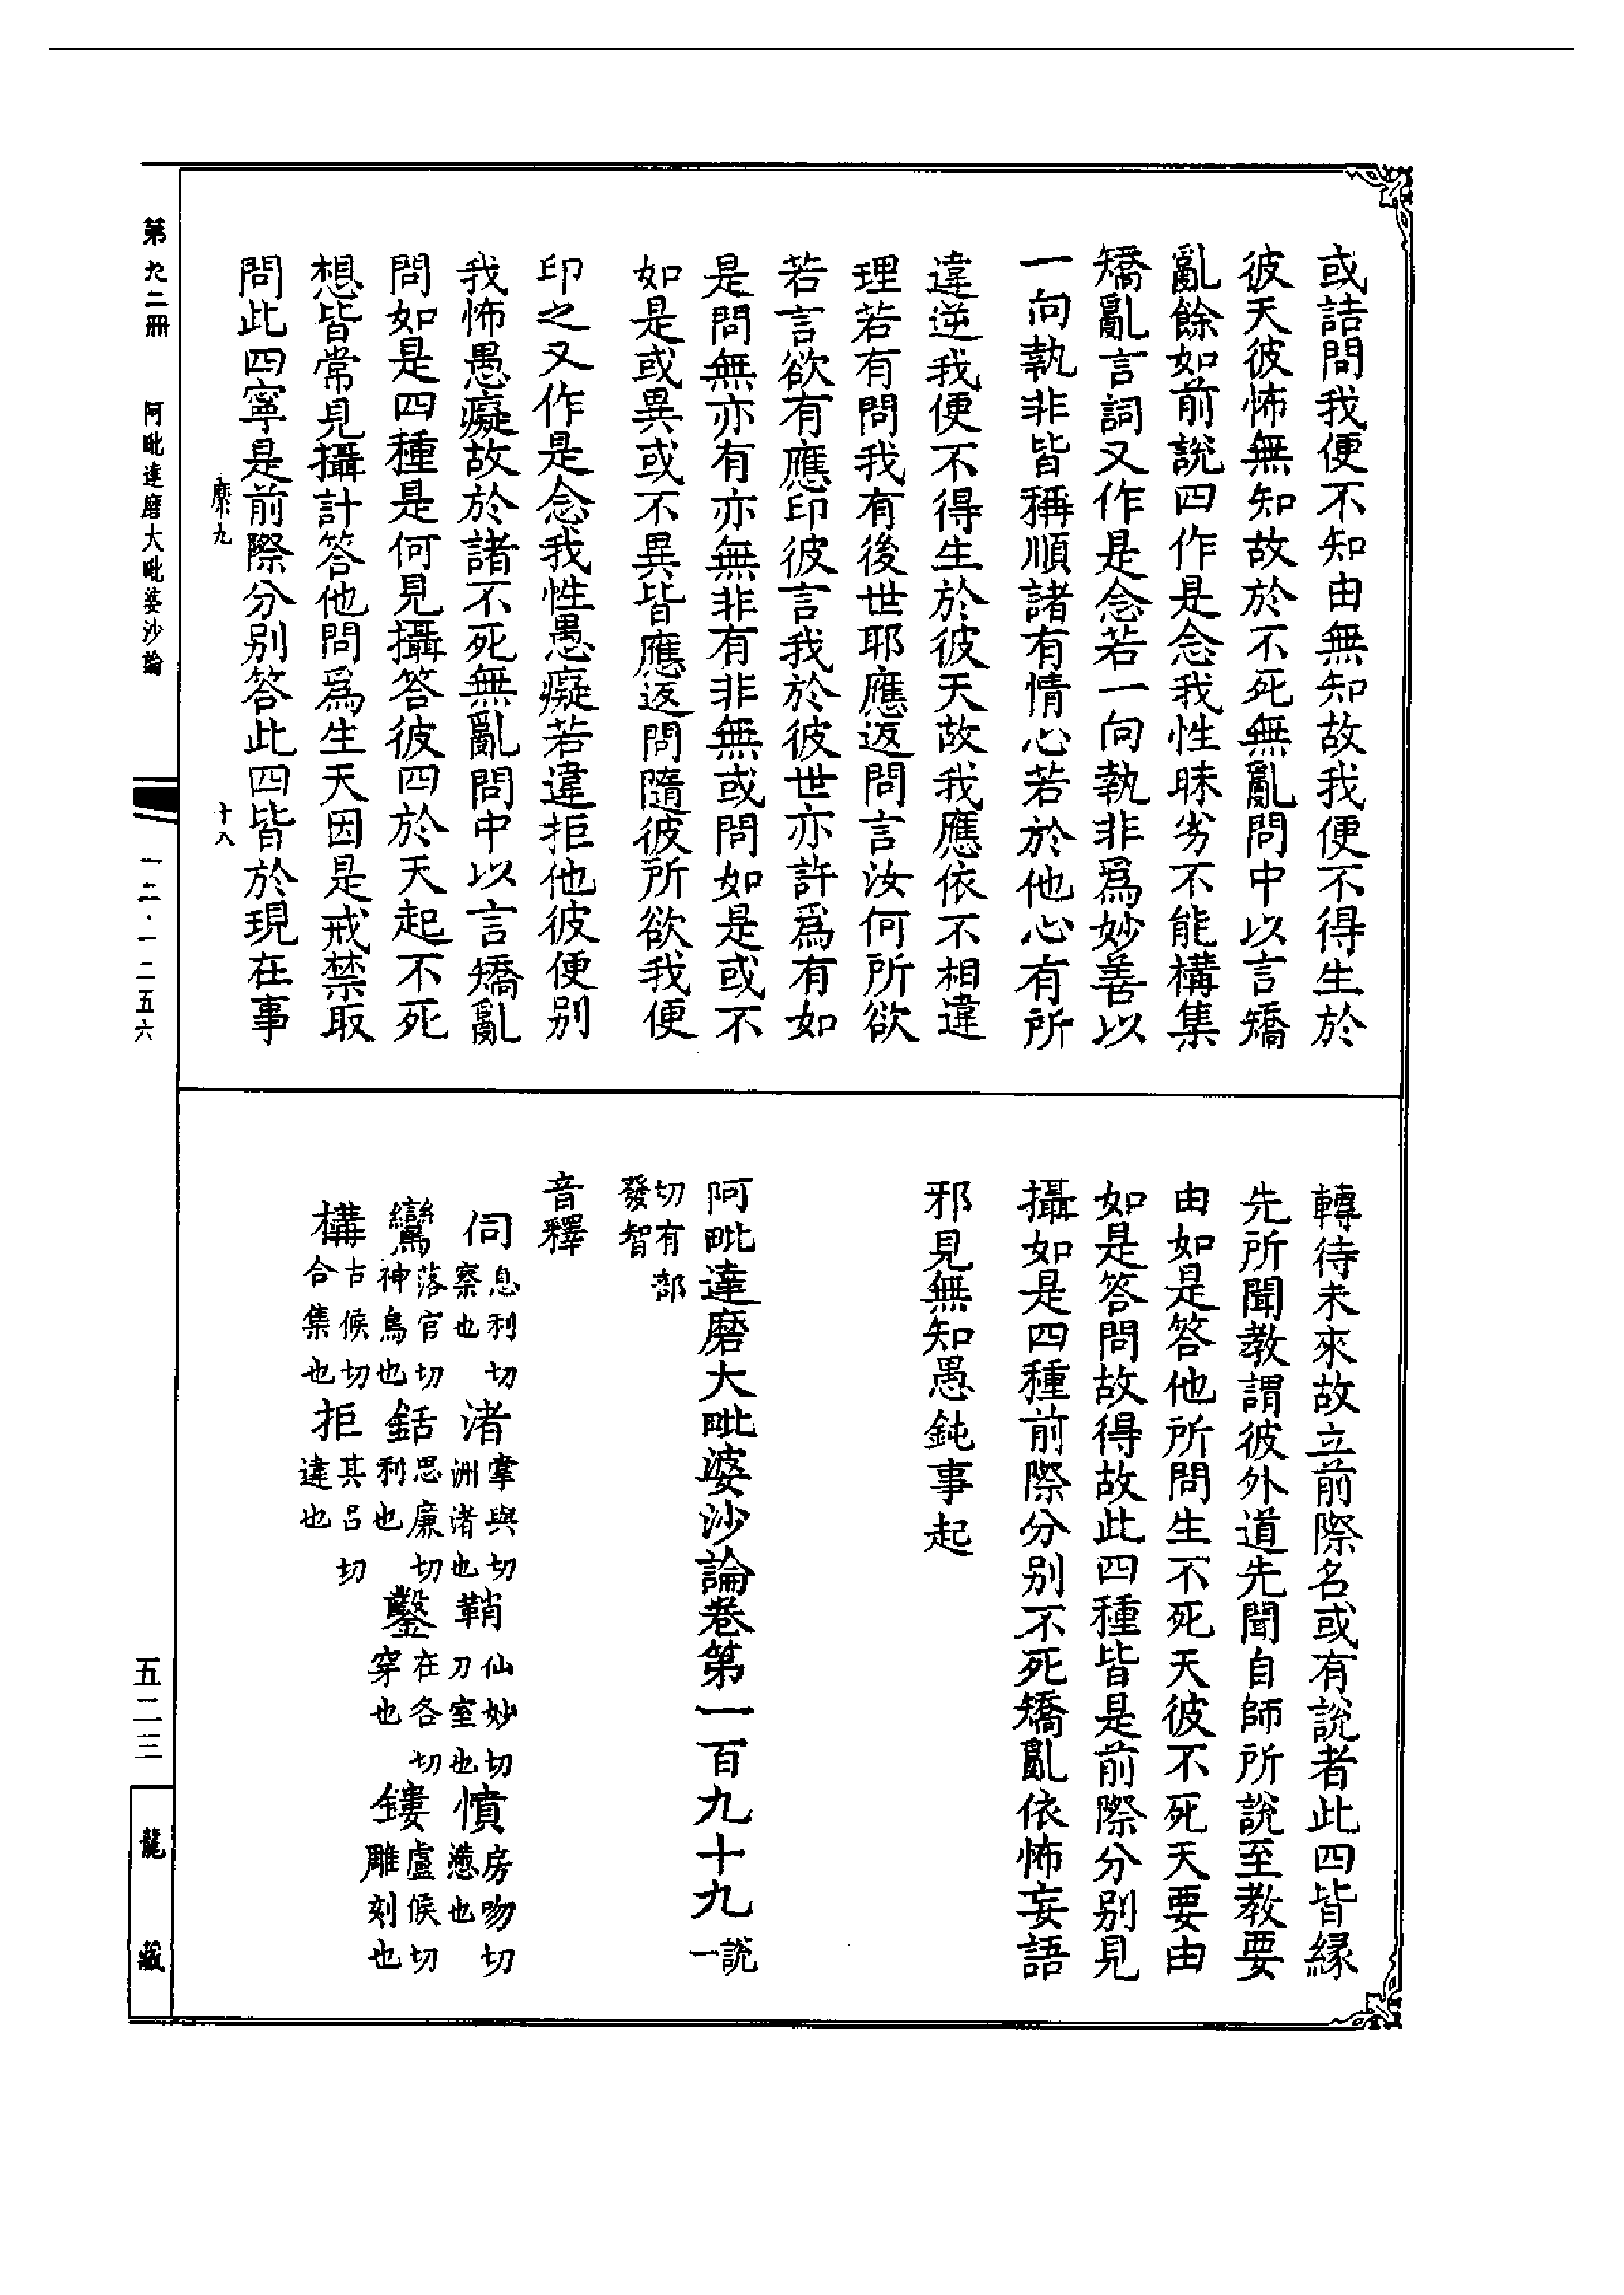 或詰問我便不知由無知故我便不得生於
彼天彼怖無知故於不死無亂問中以言矯
亂餘如前說四作是念我性昧劣不能構集
矯亂言詞又作是念若一向執非爲妙善以
一向執非皆稱順諸有情心若於他心有所
違逆我便不得生於彼天故我應依不相違
理若有問我有後世耶應返問言汝何所欲
若言欲有應印彼言我於彼世亦許爲有如
是問無亦有亦無非有非無或問如是或不
如是或異或不異皆應返問隨彼所欲我便
印之又作是念我性愚癡若違拒他彼便別
我怖愚癡故於諸不死無亂問中以言矯亂
問如是四種是何見攝答彼四於天起不死
想皆常見攝計答他問爲生天因是戒禁取
問此四寧是前際分別答此四皆於現在事
轉待未來故立前際名或有說者此四皆緣
先所聞教謂彼外道先聞自師所說至教要
由如是答他所問生不死天彼不死天要由
如是答問故得故此四種皆是前際分別見
攝如是四種前際分別不死矯亂依怖妄語
邪見無知愚鈍事起
阿毗達磨大毗婆沙論卷第一百九十九 說一
切有部發智
音釋
伺 息利切察也 渚 掌與切洲渚也 鞘 仙妙切刀室也 憤 房吻切懣也
鸞 落官切神鳥也 銛 思廉切利也 鑿 在各切穿也 鏤 盧候切雕刻也
構 古候切合集也 拒 其呂切違也
縻九 十八
第九二冊 阿毗達磨大毗婆沙論 一二·一二五六 五二三 龍藏